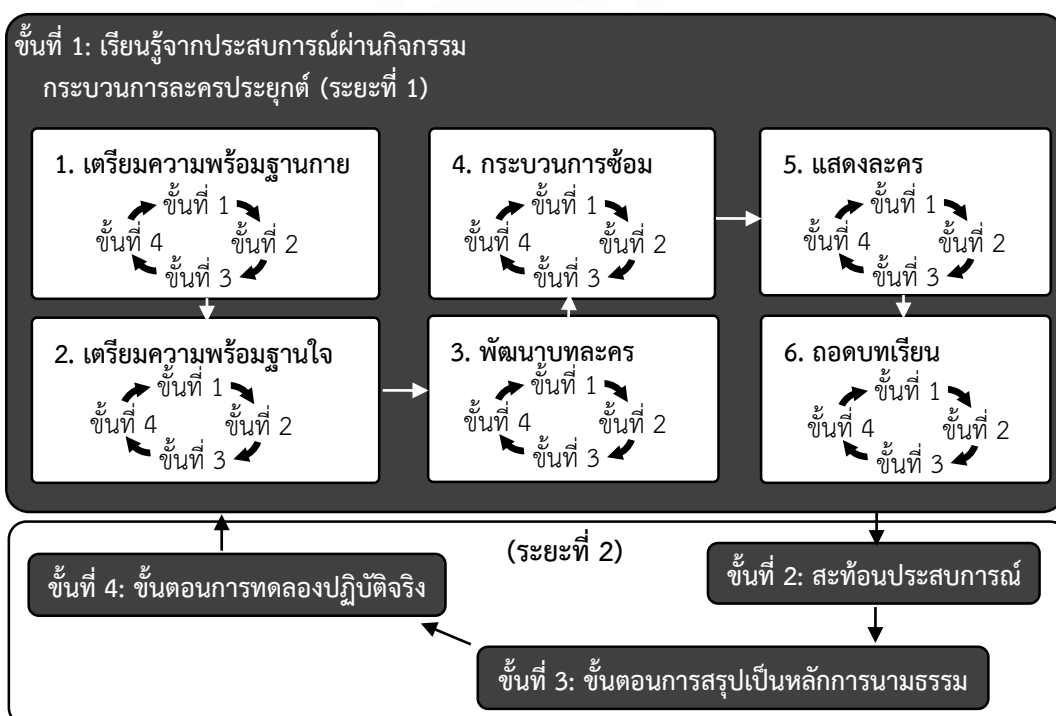 ขั้นที่ 1: เรียนรู้จากประสบการณ์ผ่านกิจกรรม
กระบวนการละครประยุกต์ (ระยะที่ 1)
1. เตรียมความพร้อมฐานกาย
ขั้นที่ 1
ขั้นที่ 2
ขั้นที่ 3
ขั้นที่ 4
2. เตรียมความพร้อมฐานใจ
ขั้นที่ 1
ขั้นที่ 2
ขั้นที่ 3
ขั้นที่ 4
3. พัฒนาบทละคร
ขั้นที่ 1
ขั้นที่ 2
ขั้นที่ 3
ขั้นที่ 4
4. กระบวนการซ้อม
ขั้นที่ 1
ขั้นที่ 2
ขั้นที่ 3
ขั้นที่ 4
5. แสดงละคร
ขั้นที่ 1
ขั้นที่ 2
ขั้นที่ 3
ขั้นที่ 4
6. ถอดบทเรียน
ขั้นที่ 1
ขั้นที่ 2
ขั้นที่ 3
ขั้นที่ 4
(ระยะที่ 2)
ขั้นที่ 2: สะท้อนประสบการณ์
ขั้นที่ 3: ขั้นตอนการสรุปเป็นหลักการนามธรรม
ขั้นที่ 4: ขั้นตอนการทดลองปฏิบัติจริง